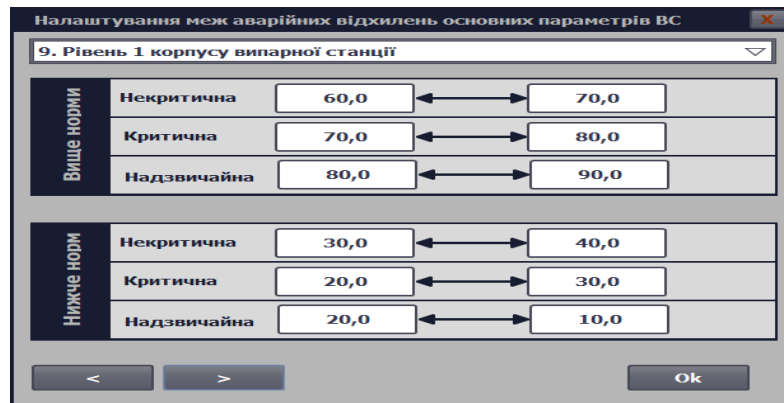 Налаштування меж аварійних відхилень основних параметрів ВС
X
9. Рівень 1 корпусу випарної станції
Вище норми
Некритична 60,0 70,0
Критична 70,0 80,0
Надзвичайна 80,0 90,0
Нижче норм
Некритична 30,0 40,0
Критична 20,0 30,0
Надзвичайна 20,0 10,0
< > Ok